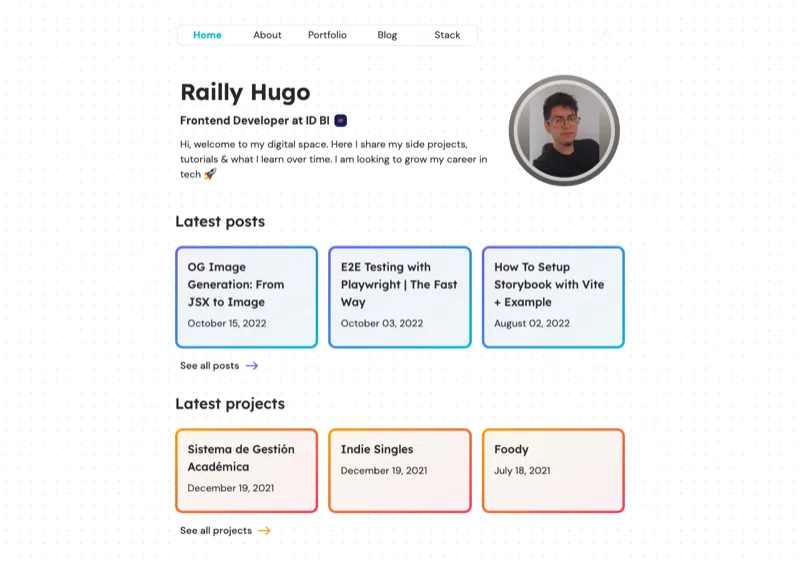 Home About Portfolio Blog Stack
Railly Hugo
Frontend Developer at ID BI
Hi, welcome to my digital space. Here I share my side projects,
tutorials & what I learn over time. I am looking to grow my career in
tech 🚀
Latest posts
OG Image
Generation: From
JSX to Image
October 15, 2022
E2E Testing with
Playwright | The Fast
Way
October 03, 2022
How To Setup
Storybook with Vite
+ Example
August 02, 2022
See all posts →
Latest projects
Sistema de Gestión
Académica
December 19, 2021
Indie Singles
December 19, 2021
Foody
July 18, 2021
See all projects →